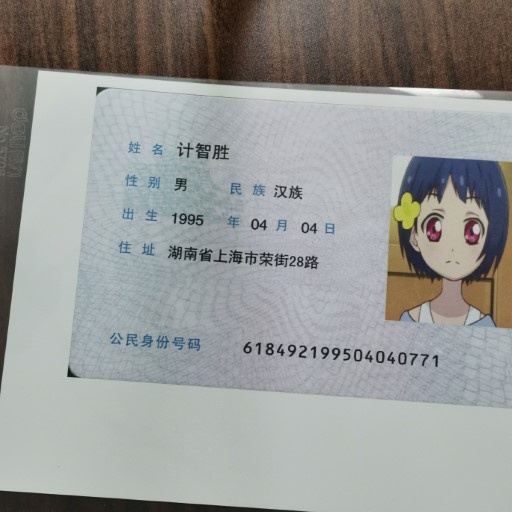 姓名 计智胜
性别 男 民族 汉族
出生 1995 年 04 月 04 日
住址 湖南省上海市荣街28路
公民身份号码 618492199504040771